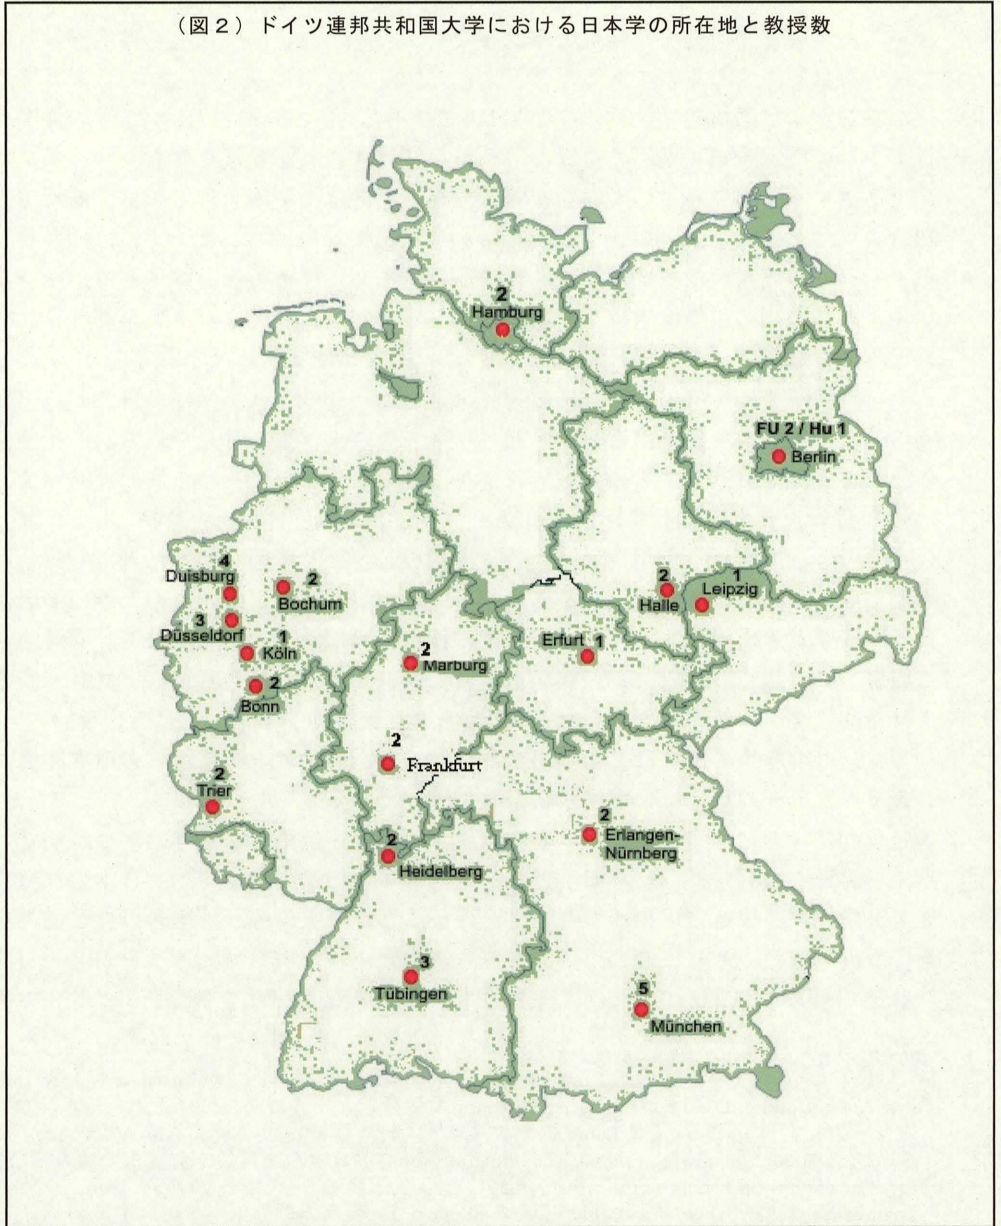 （図２）ドイツ連邦共和国大学における日本学の所在地と教授数
2
Hamburg
FU 2 / Hu 1
Berlin
4
Duisburg
2
Bochum
2
Halle
1
Leipzig
3
Düsseldorf
1
Köln
Erfurt 1
2
Marburg
2
Bonn
2
Frankfurt
2
Trier
2
Erlangen-
Nürnberg
2
Heidelberg
3
Tübingen
5
München